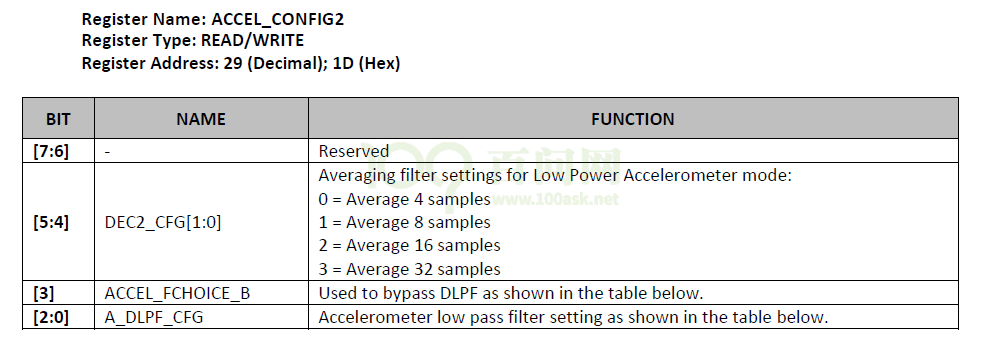 Register Name: ACCEL_CONFIG2
Register Type: READ/WRITE
Register Address: 29 (Decimal); 1D (Hex)
BIT NAME FUNCTION
[7:6] - Reserved
[5:4] DEC2_CFG[1:0] Averaging filter settings for Low Power Accelerometer mode:
0 = Average 4 samples
1 = Average 8 samples
2 = Average 16 samples
3 = Average 32 samples
[3] ACCEL_FCHOICE_B Used to bypass DLPF as shown in the table below.
[2:0] A_DLPF_CFG Accelerometer low pass filter setting as shown in the table below.
百问网
www.100ask.net